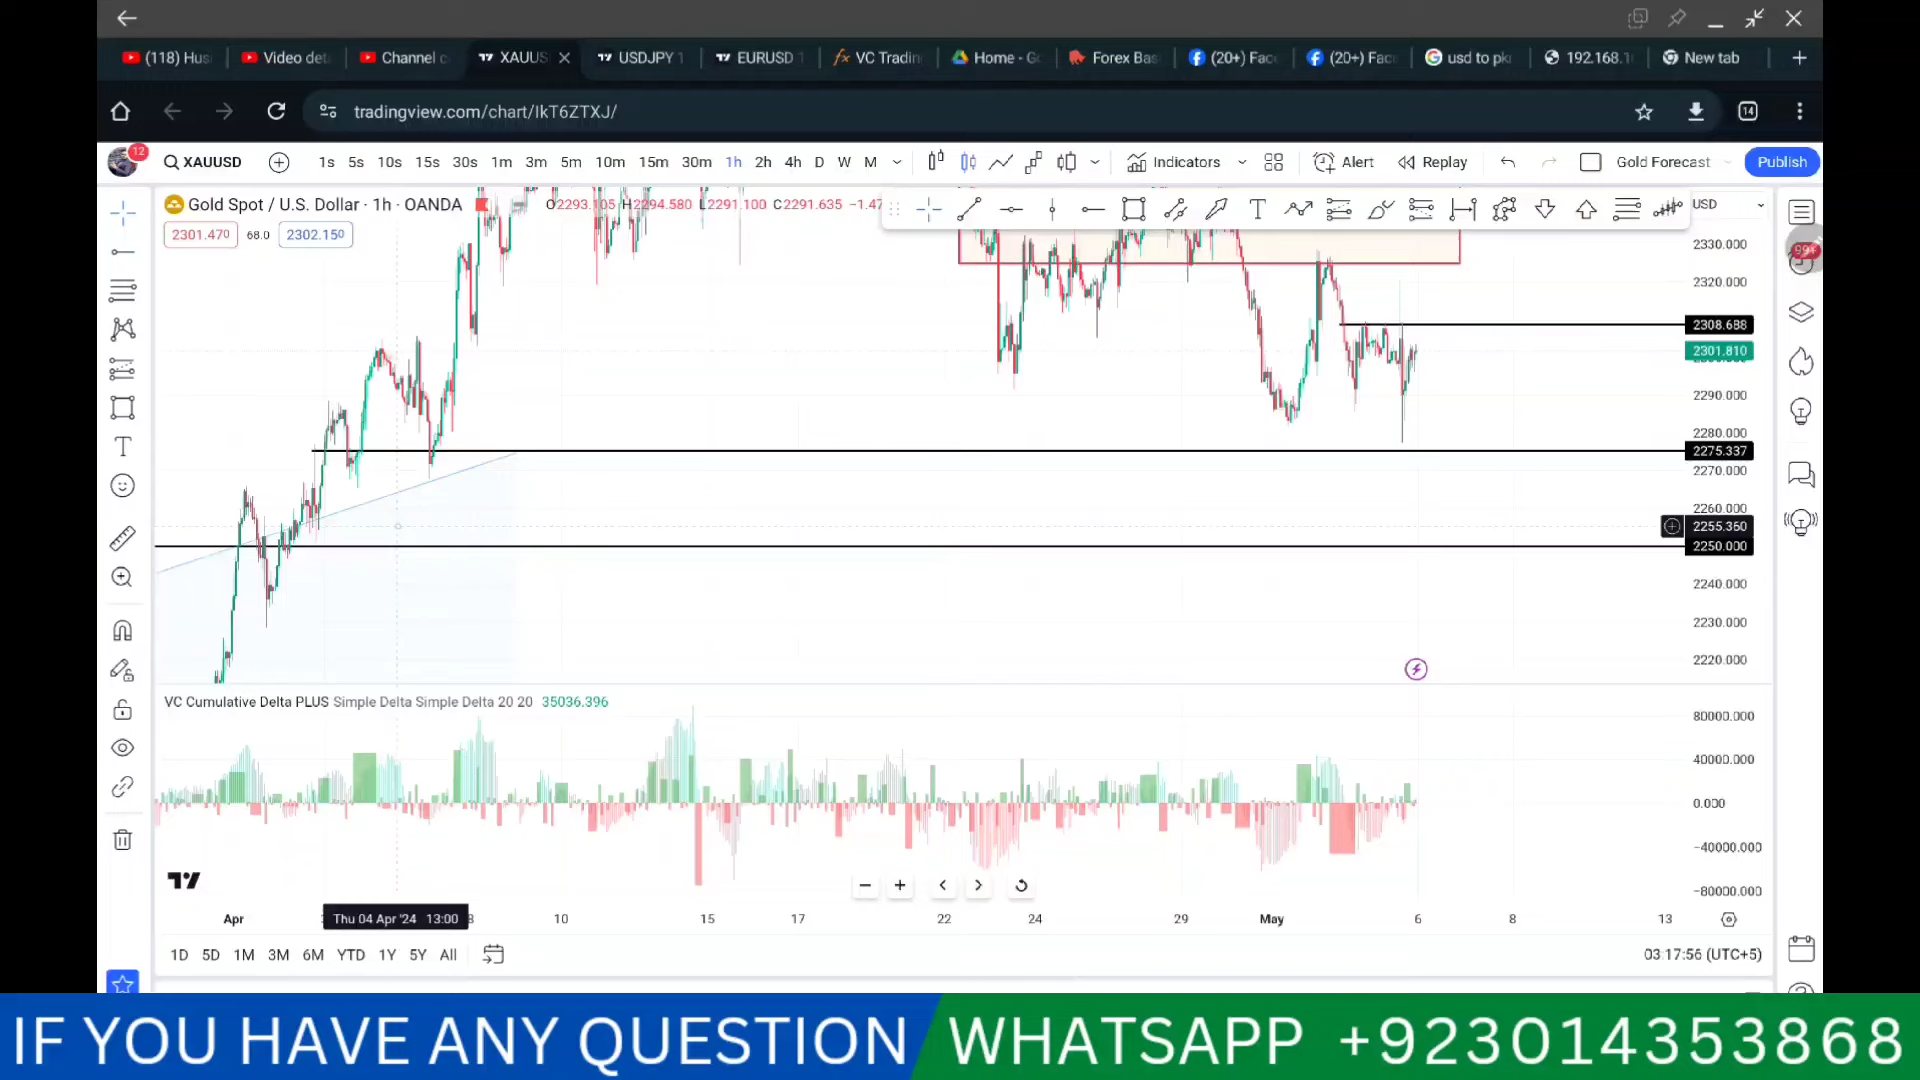 (118) Hus
Video det
Channel c
XAUUS
USDJPY 1
EURUSD 1
VC Tradin
Home - Go
Forex Bas
(20+) Fac
(20+) Fac
usd to pk
192.168.1
New tab
tradingview.com/chart/IkT6ZTXJ/
14
12
XAUUSD
1s 5s 10s 15s 30s 1m 3m 5m 10m 15m 30m 1h 2h 4h D W M
Indicators
Alert
Replay
Gold Forecast
Publish
Gold Spot / U.S. Dollar · 1h · OANDA
O2293.105 H2294.580 L2291.100 C2291.635 −1.47
USD
2301.470 68.0 2302.150
99+
2330.000
2320.000
2308.688
2301.810
2290.000
2280.000
2275.337
2270.000
2260.000
2255.360
2250.000
2240.000
2230.000
2220.000
VC Cumulative Delta PLUS Simple Delta Simple Delta 20 20 35036.396
80000.000
40000.000
0.000
−40000.000
−80000.000
Apr Thu 04 Apr '24 13:00 8 10 15 17 22 24 29 May 6 8 13
1D 5D 1M 3M 6M YTD 1Y 5Y All
03:17:56 (UTC+5)
IF YOU HAVE ANY QUESTION WHATSAPP +923014353868